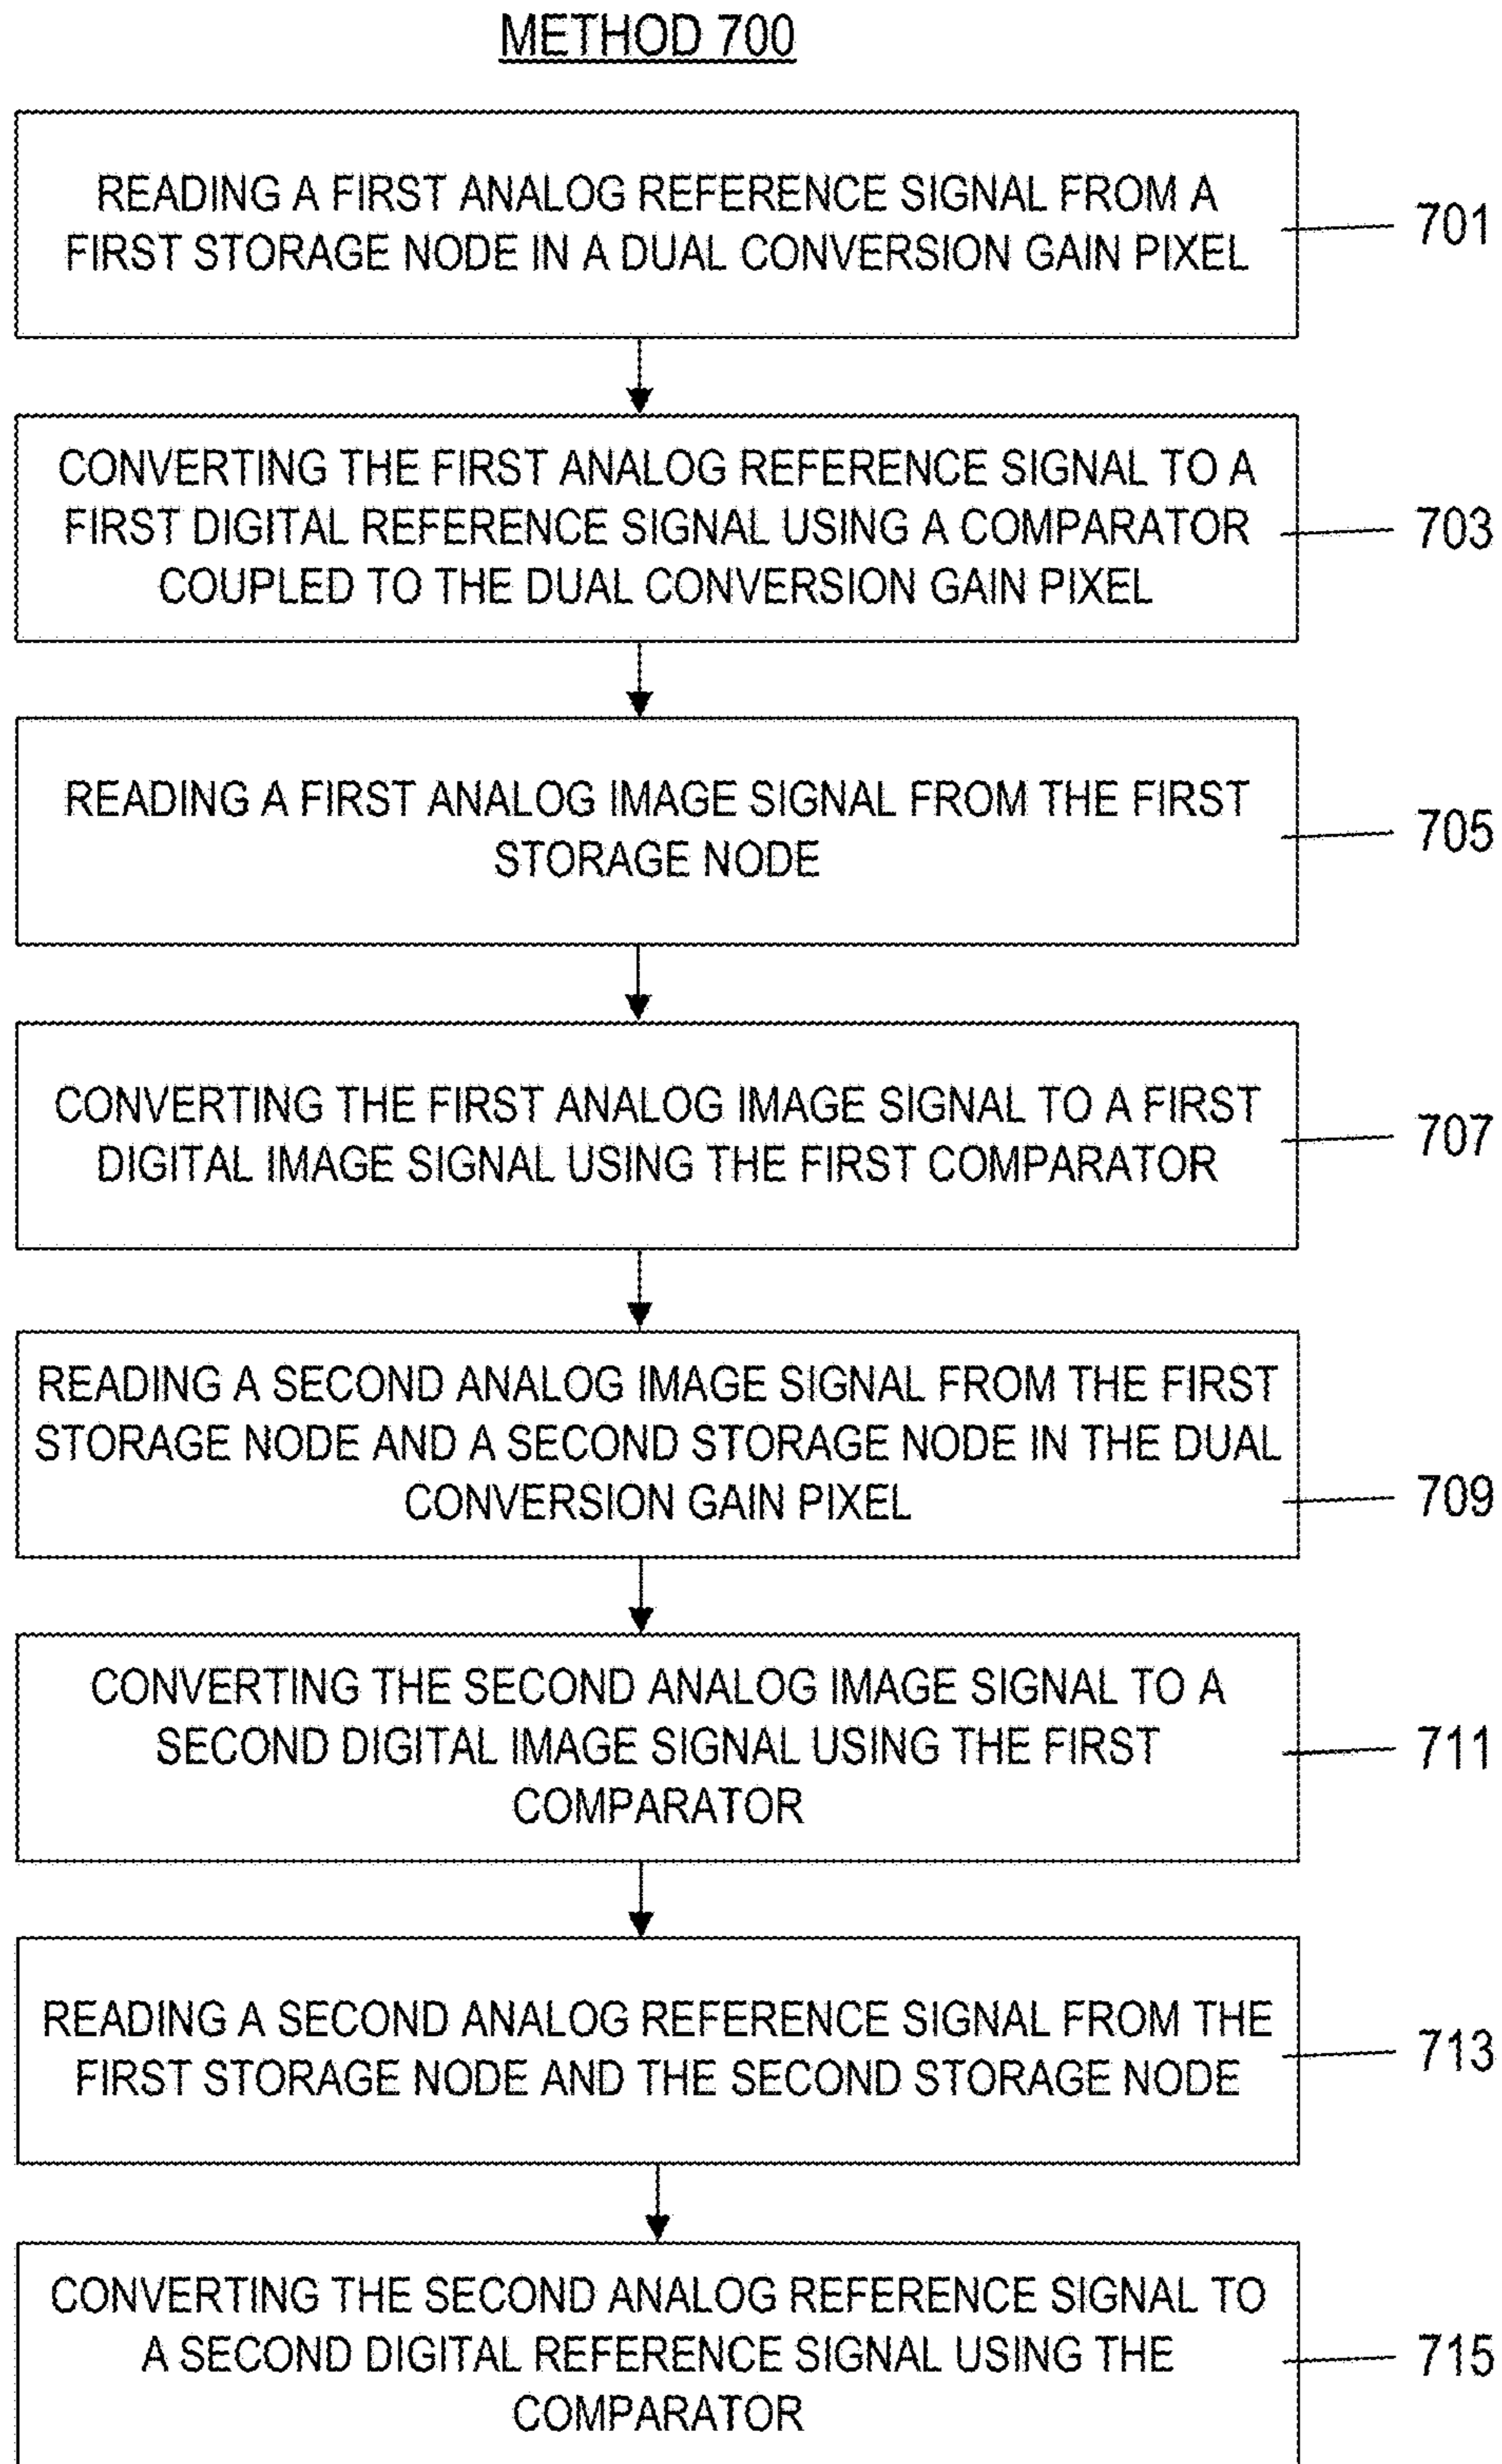 METHOD 700
READING A FIRST ANALOG REFERENCE SIGNAL FROM A
FIRST STORAGE NODE IN A DUAL CONVERSION GAIN PIXEL
701
CONVERTING THE FIRST ANALOG REFERENCE SIGNAL TO A
FIRST DIGITAL REFERENCE SIGNAL USING A COMPARATOR
COUPLED TO THE DUAL CONVERSION GAIN PIXEL
703
READING A FIRST ANALOG IMAGE SIGNAL FROM THE FIRST
STORAGE NODE
705
CONVERTING THE FIRST ANALOG IMAGE SIGNAL TO A FIRST
DIGITAL IMAGE SIGNAL USING THE FIRST COMPARATOR
707
READING A SECOND ANALOG IMAGE SIGNAL FROM THE FIRST
STORAGE NODE AND A SECOND STORAGE NODE IN THE DUAL
CONVERSION GAIN PIXEL
709
CONVERTING THE SECOND ANALOG IMAGE SIGNAL TO A
SECOND DIGITAL IMAGE SIGNAL USING THE FIRST
COMPARATOR
711
READING A SECOND ANALOG REFERENCE SIGNAL FROM THE
FIRST STORAGE NODE AND THE SECOND STORAGE NODE
713
CONVERTING THE SECOND ANALOG REFERENCE SIGNAL TO
A SECOND DIGITAL REFERENCE SIGNAL USING THE
COMPARATOR
715